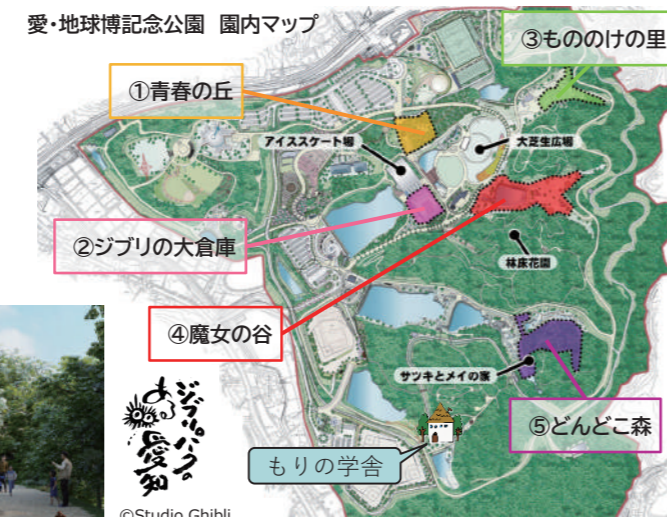 愛・地球博記念公園 園内マップ
③もののけの里
①青春の丘
アイススケート場
大芝生広場
②ジブリの大倉庫
林床花園
④魔女の谷
サツキとメイの家
⑤どんどこ森
もりの学舎
ジブリパークの
ある愛知
©Studio Ghibli